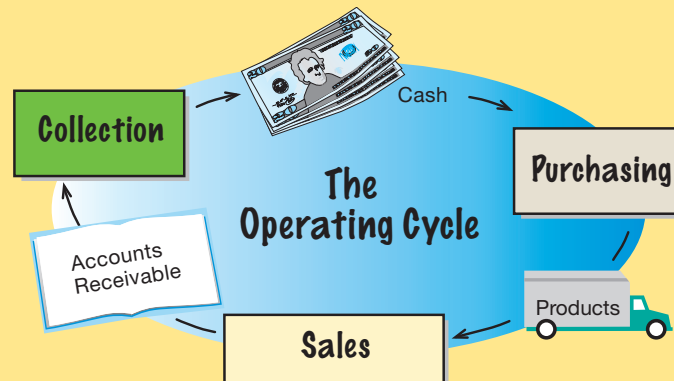 Cash
Collection
Purchasing
The
Operating Cycle
Accounts
Receivable
Products
Sales